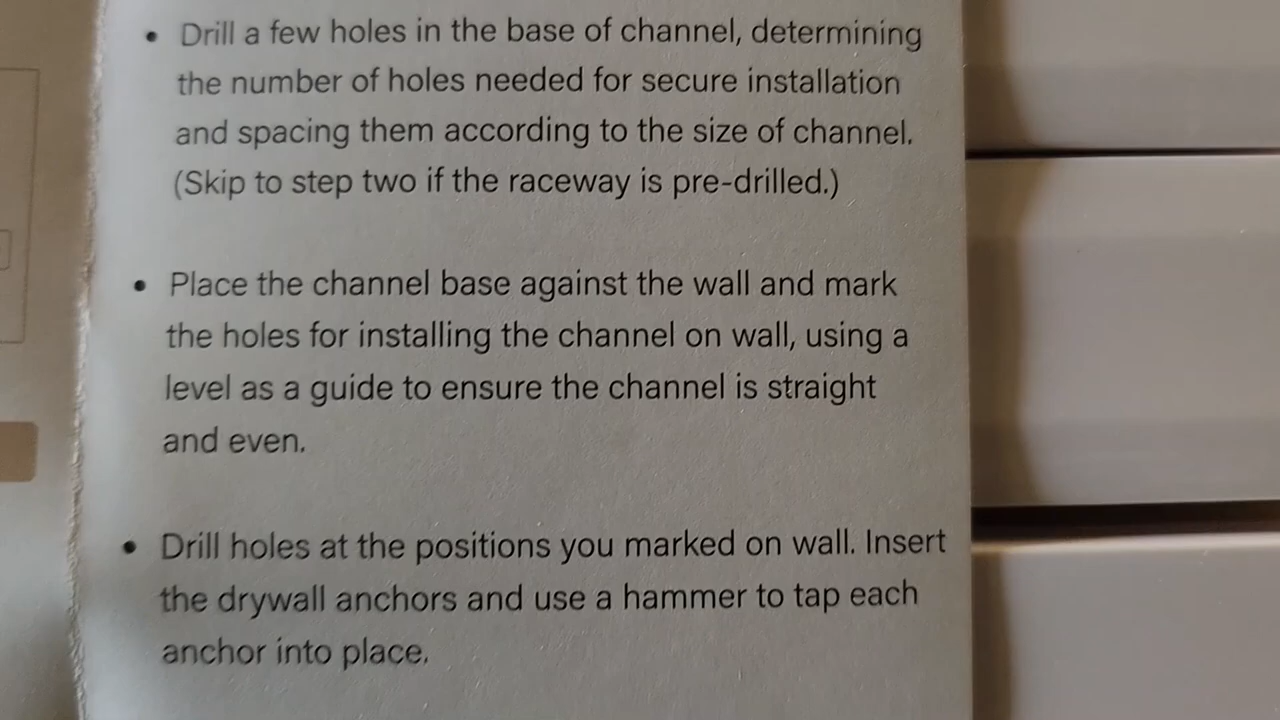 • Drill a few holes in the base of channel, determining
the number of holes needed for secure installation
and spacing them according to the size of channel.
(Skip to step two if the raceway is pre-drilled.)
• Place the channel base against the wall and mark
the holes for installing the channel on wall, using a
level as a guide to ensure the channel is straight
and even.
• Drill holes at the positions you marked on wall. Insert
the drywall anchors and use a hammer to tap each
anchor into place.